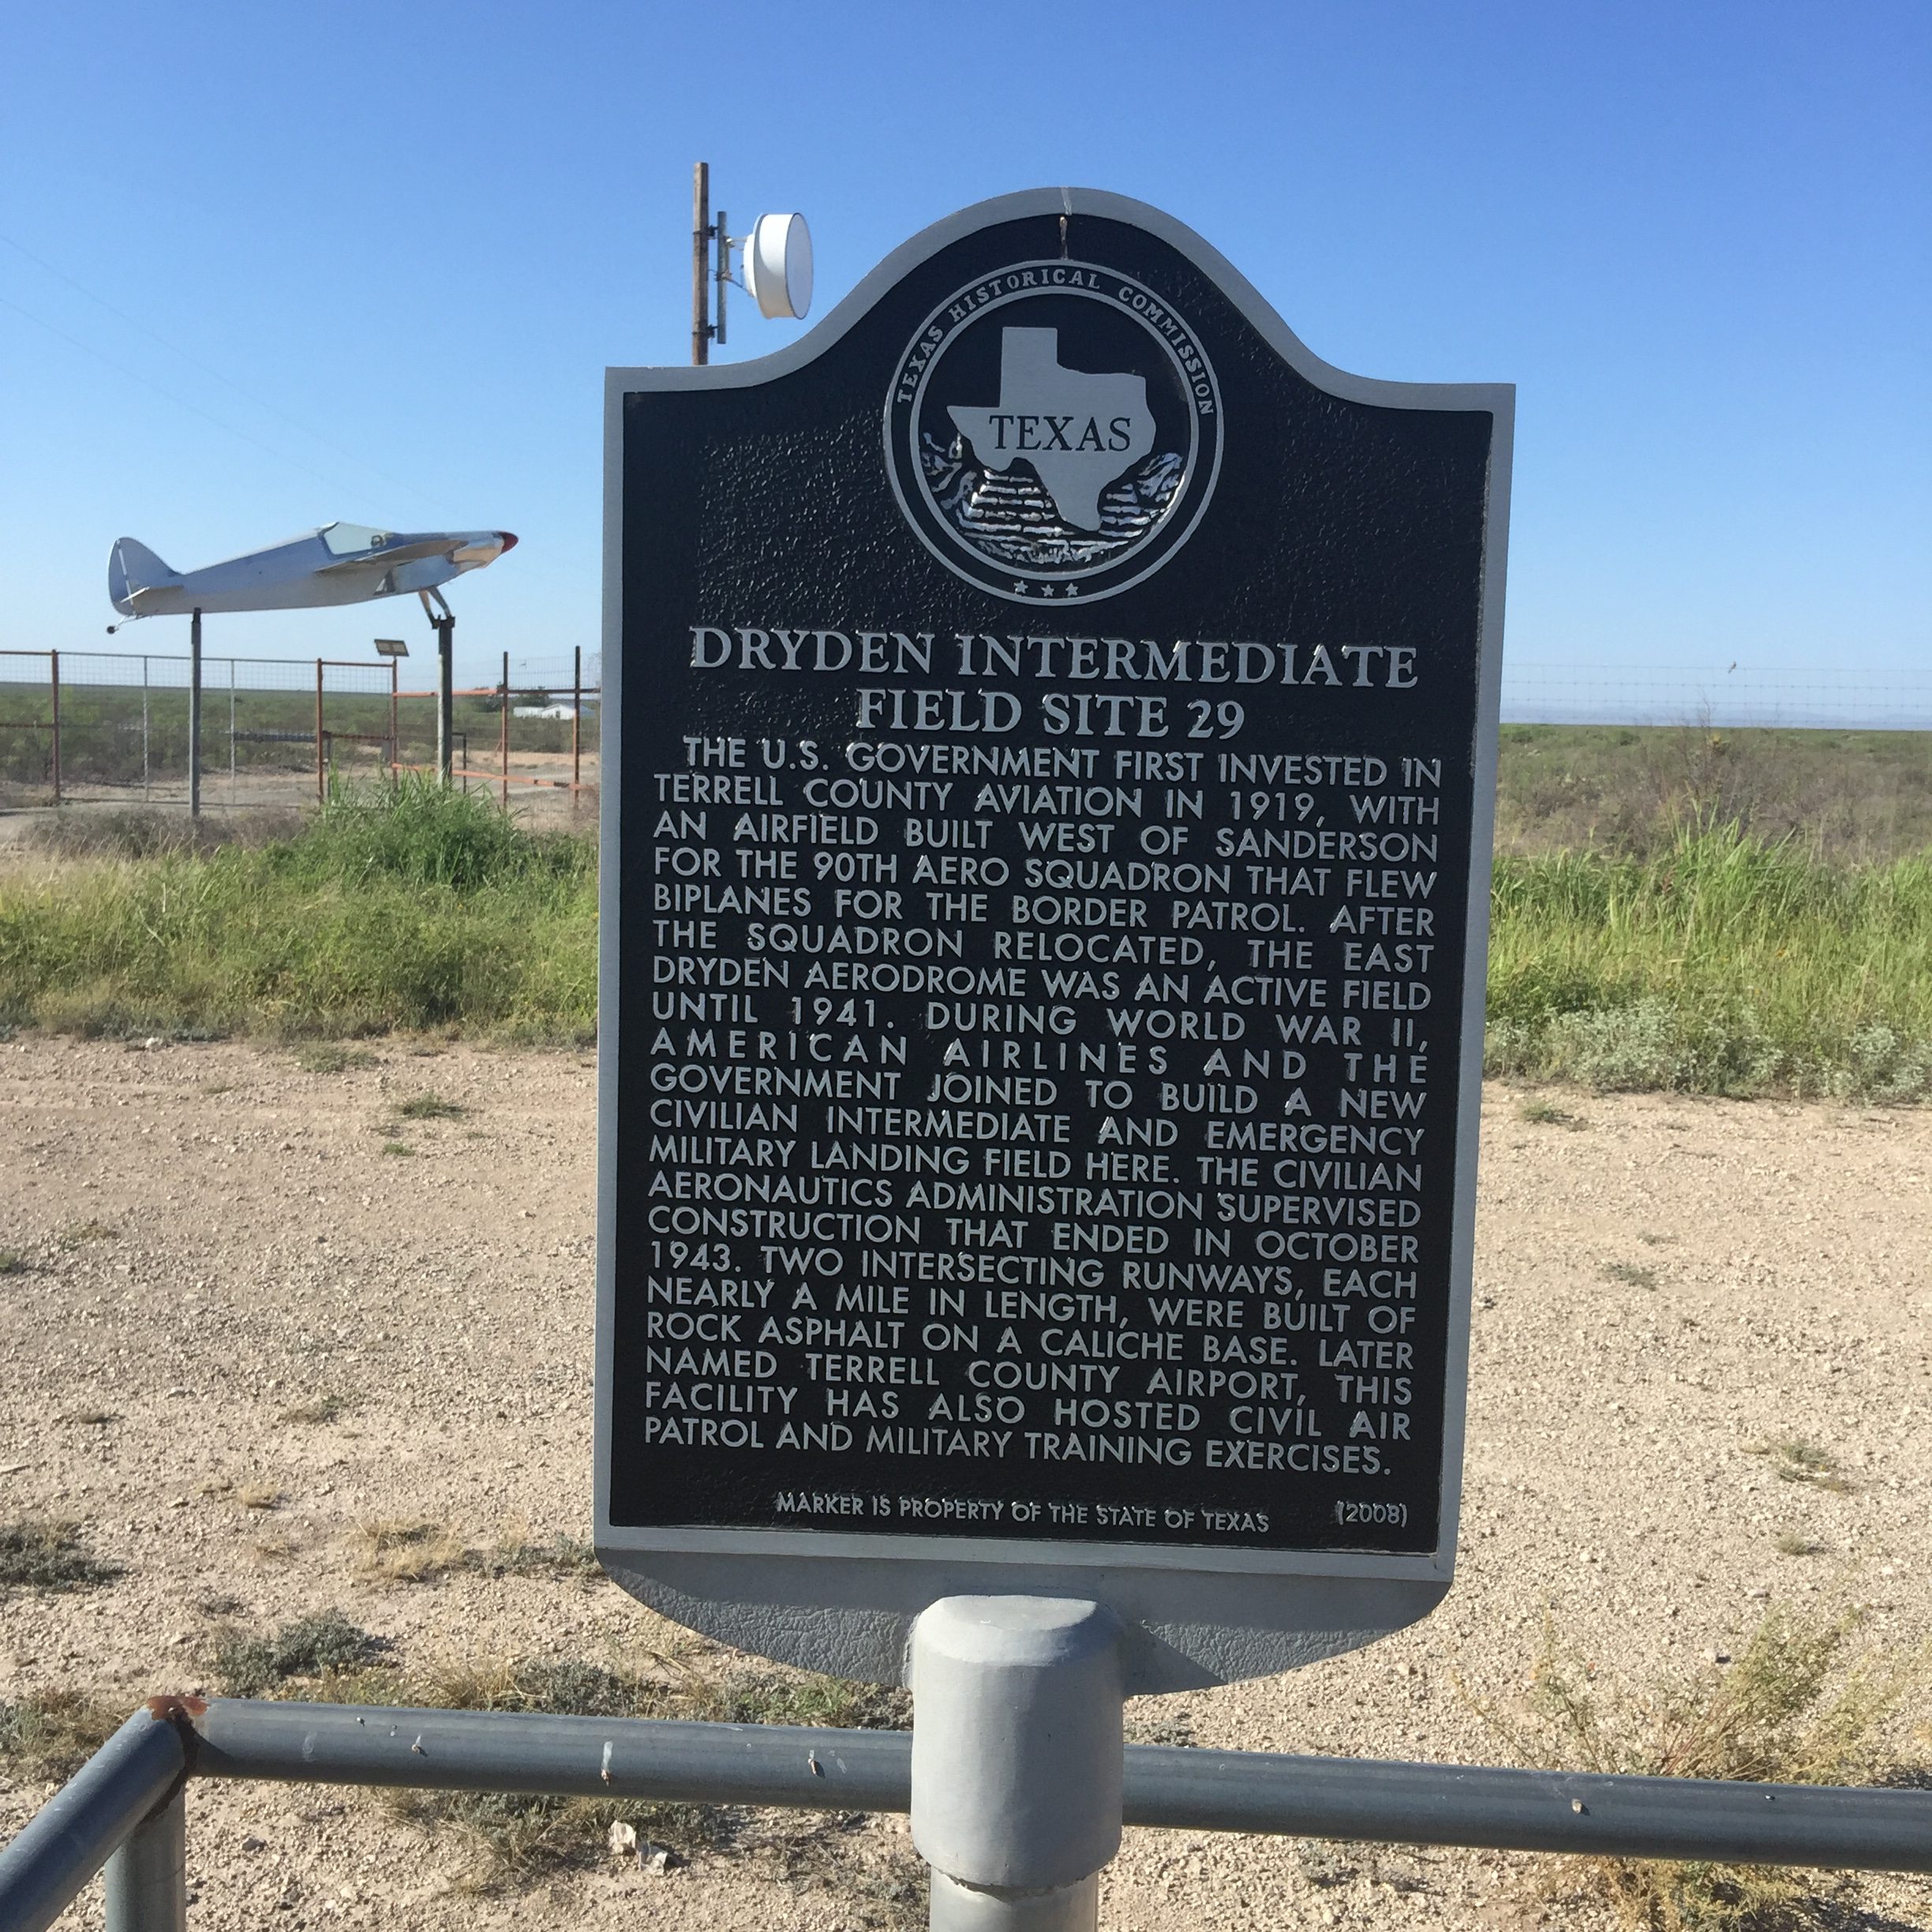 TEXAS HISTORICAL COMMISSION
TEXAS
DRYDEN INTERMEDIATE
FIELD SITE 29
THE U.S. GOVERNMENT FIRST INVESTED IN
TERRELL COUNTY AVIATION IN 1919, WITH
AN AIRFIELD BUILT WEST OF SANDERSON
FOR THE 90TH AERO SQUADRON THAT FLEW
BIPLANES FOR THE BORDER PATROL. AFTER
THE SQUADRON RELOCATED, THE EAST
DRYDEN AERODROME WAS AN ACTIVE FIELD
UNTIL 1941. DURING WORLD WAR II,
AMERICAN AIRLINES AND THE
GOVERNMENT JOINED TO BUILD A NEW
CIVILIAN INTERMEDIATE AND EMERGENCY
MILITARY LANDING FIELD HERE. THE CIVILIAN
AERONAUTICS ADMINISTRATION SUPERVISED
CONSTRUCTION THAT ENDED IN OCTOBER
1943. TWO INTERSECTING RUNWAYS, EACH
NEARLY A MILE IN LENGTH, WERE BUILT OF
ROCK ASPHALT ON A CALICHE BASE. LATER
NAMED TERRELL COUNTY AIRPORT, THIS
FACILITY HAS ALSO HOSTED CIVIL AIR
PATROL AND MILITARY TRAINING EXERCISES.
MARKER IS PROPERTY OF THE STATE OF TEXAS (2008)